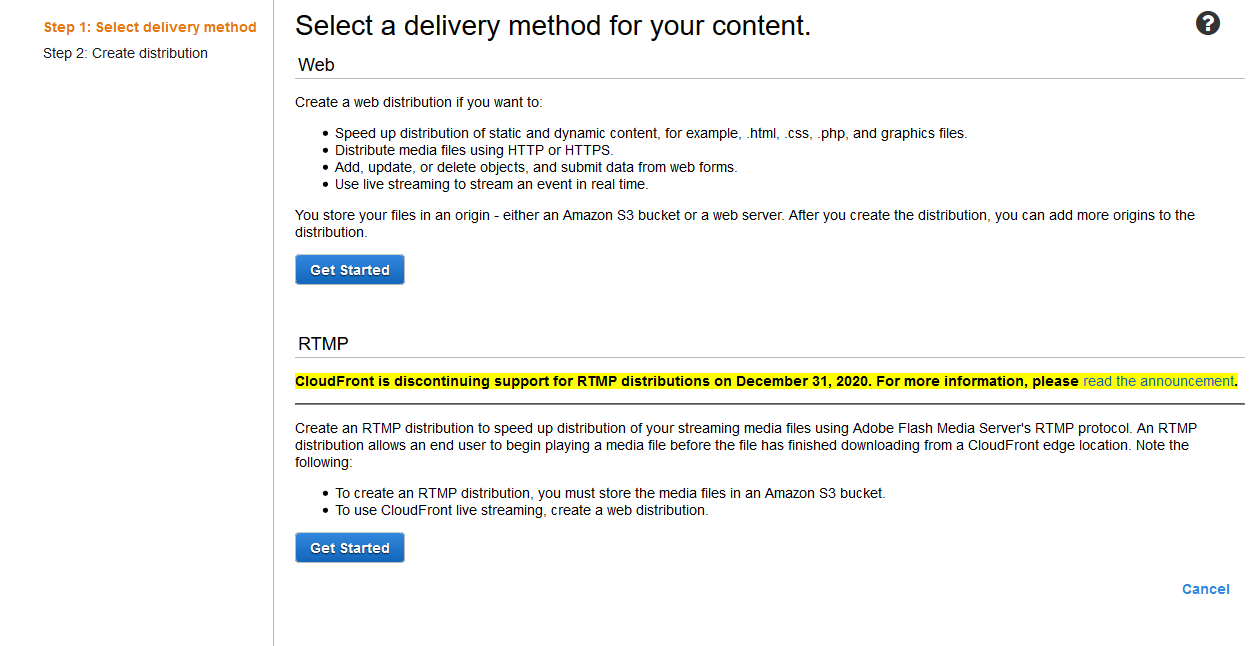 Step 1: Select delivery method
Step 2: Create distribution
Select a delivery method for your content.
?
Web
Create a web distribution if you want to:
• Speed up distribution of static and dynamic content, for example, .html, .css, .php, and graphics files.
• Distribute media files using HTTP or HTTPS.
• Add, update, or delete objects, and submit data from web forms.
• Use live streaming to stream an event in real time.
You store your files in an origin - either an Amazon S3 bucket or a web server. After you create the distribution, you can add more origins to the
distribution.
Get Started
RTMP
CloudFront is discontinuing support for RTMP distributions on December 31, 2020. For more information, please read the announcement.
Create an RTMP distribution to speed up distribution of your streaming media files using Adobe Flash Media Server's RTMP protocol. An RTMP
distribution allows an end user to begin playing a media file before the file has finished downloading from a CloudFront edge location. Note the
following:
• To create an RTMP distribution, you must store the media files in an Amazon S3 bucket.
• To use CloudFront live streaming, create a web distribution.
Get Started
Cancel